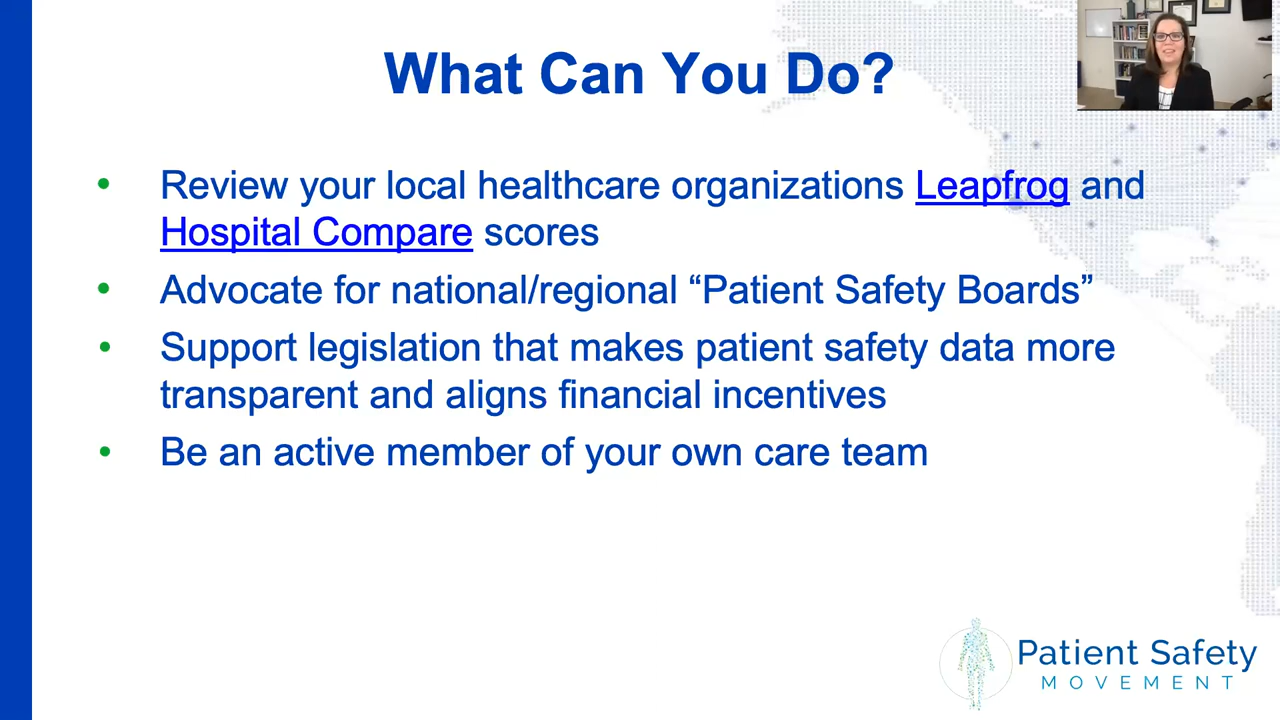 What Can You Do?
• Review your local healthcare organizations Leapfrog and
Hospital Compare scores
• Advocate for national/regional “Patient Safety Boards”
• Support legislation that makes patient safety data more
transparent and aligns financial incentives
• Be an active member of your own care team
Patient Safety
MOVEMENT